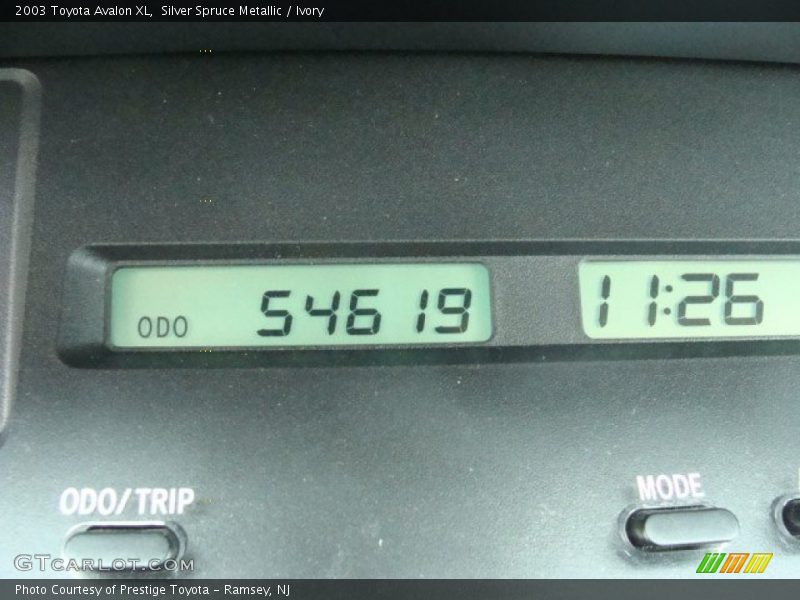 2003 Toyota Avalon XL, Silver Spruce Metallic / Ivory
ODO 54619 11:26
ODO/TRIP MODE
GTCARLOT.COM
Photo Courtesy of Prestige Toyota - Ramsey, NJ